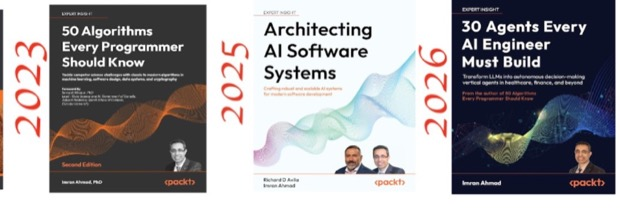 2023
EXPERT INSIGHT
50 Algorithms
Every Programmer
Should Know
Tackle computer science challenges with classic to modern algorithms in
machine learning, software design, data systems, and cryptography
Second Edition
Imran Ahmad, PhD
<packt>
2025
EXPERT INSIGHT
Architecting
AI Software
Systems
Crafting robust and scalable AI systems
for modern software development
Richard D Avila
Imran Ahmad
<packt>
2026
EXPERT INSIGHT
30 Agents Every
AI Engineer
Must Build
Transform LLMs into autonomous decision-making
vertical agents in healthcare, finance, and beyond
From the author of 50 Algorithms
Every Programmer Should Know
Imran Ahmad
<packt>